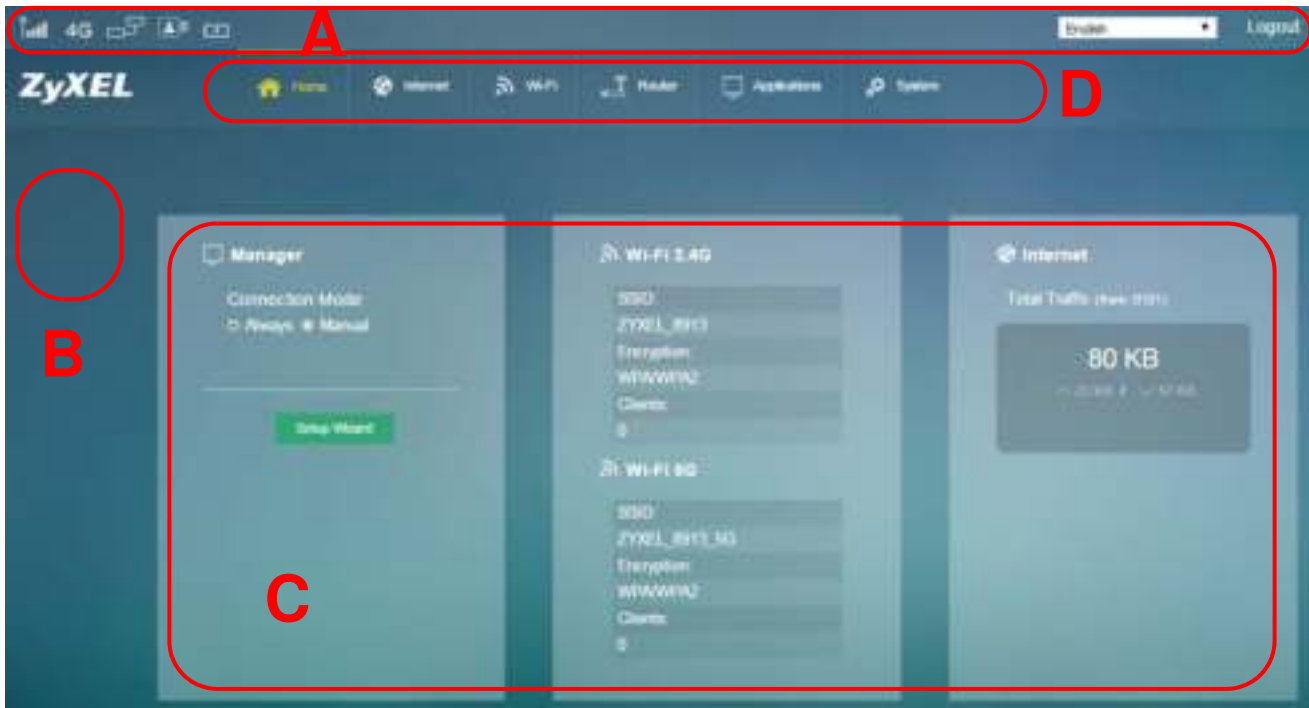 4G
English
Logout
A
ZyXEL
Home
Internet
Wi-Fi
Router
Applications
System
D
B
Manager
Connection Mode
Always Manual
Setup Wizard
C
Wi-Fi 2.4G
SSID
ZYXEL_8913
Encryption
WPA/WPA2
Clients
0
Wi-Fi 5G
SSID
ZYXEL_8913_5G
Encryption
WPA/WPA2
Clients
0
Internet
Total Traffic
80 KB